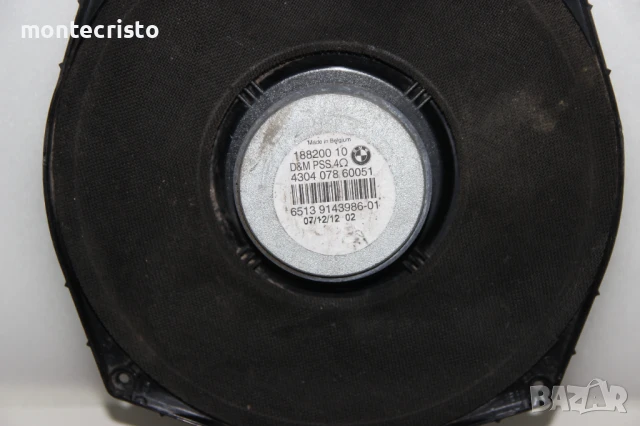 montecristo
Made in Belgium
188200 10
D&M PSS.4Ω
4304 078 60051
6513 9143986-01
07/12/12 02
BAZAR